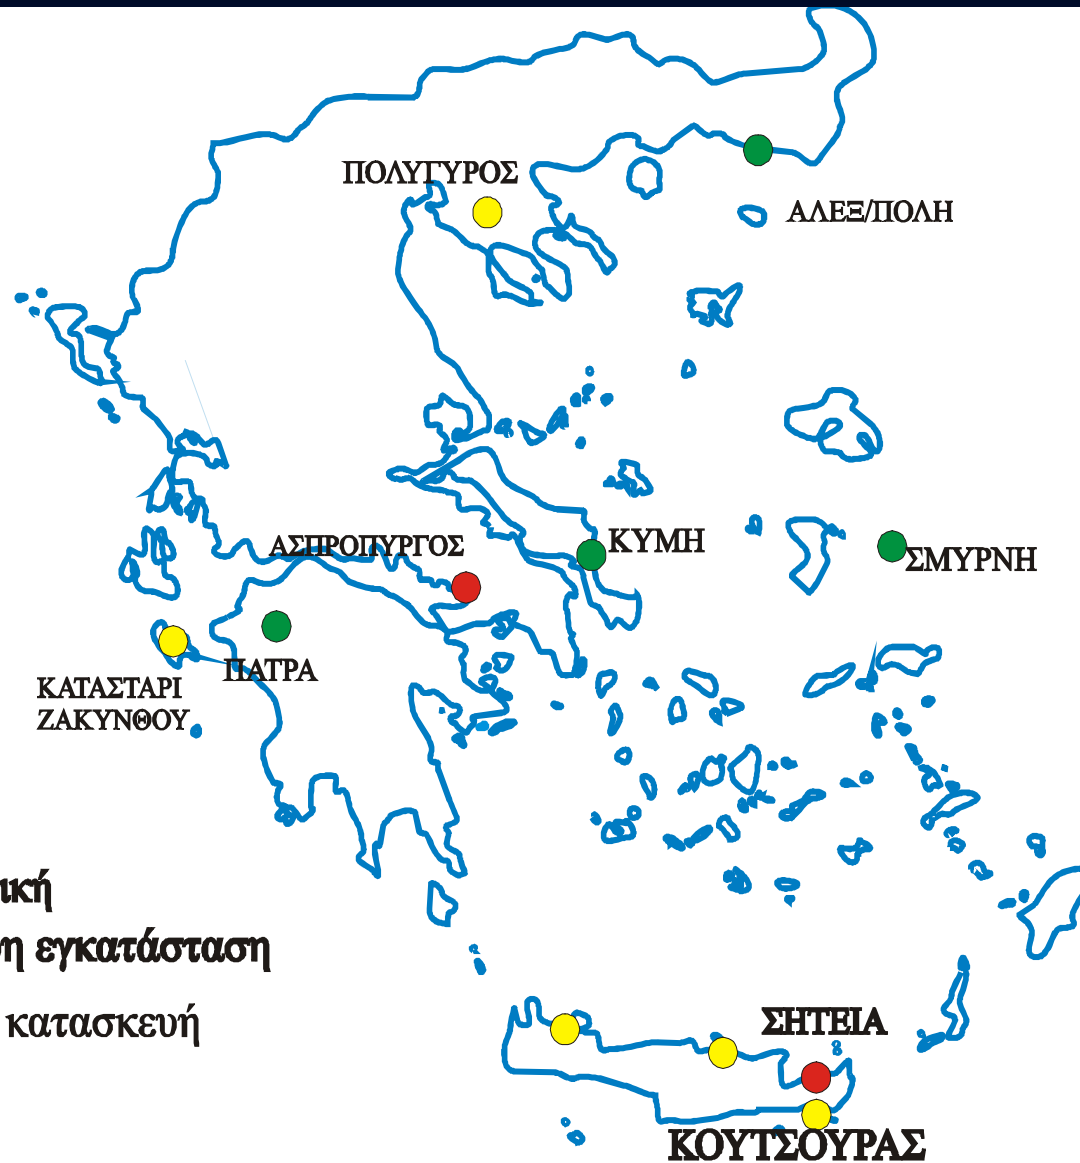 ΠΟΛΥΓΥΡΟΣ
ΑΛΕΞ/ΠΟΛΗ
ΑΣΠΡΟΠΥΡΓΟΣ
ΚΥΜΗ
ΣΜΥΡΝΗ
ΠΑΤΡΑ
ΚΑΤΑΣΤΑΡΙ
ΖΑΚΥΝΘΟΥ
ική
η εγκατάσταση
κατασκευή
ΣΗΤΕΙΑ
ΚΟΥΤΣΟΥΡΑΣ